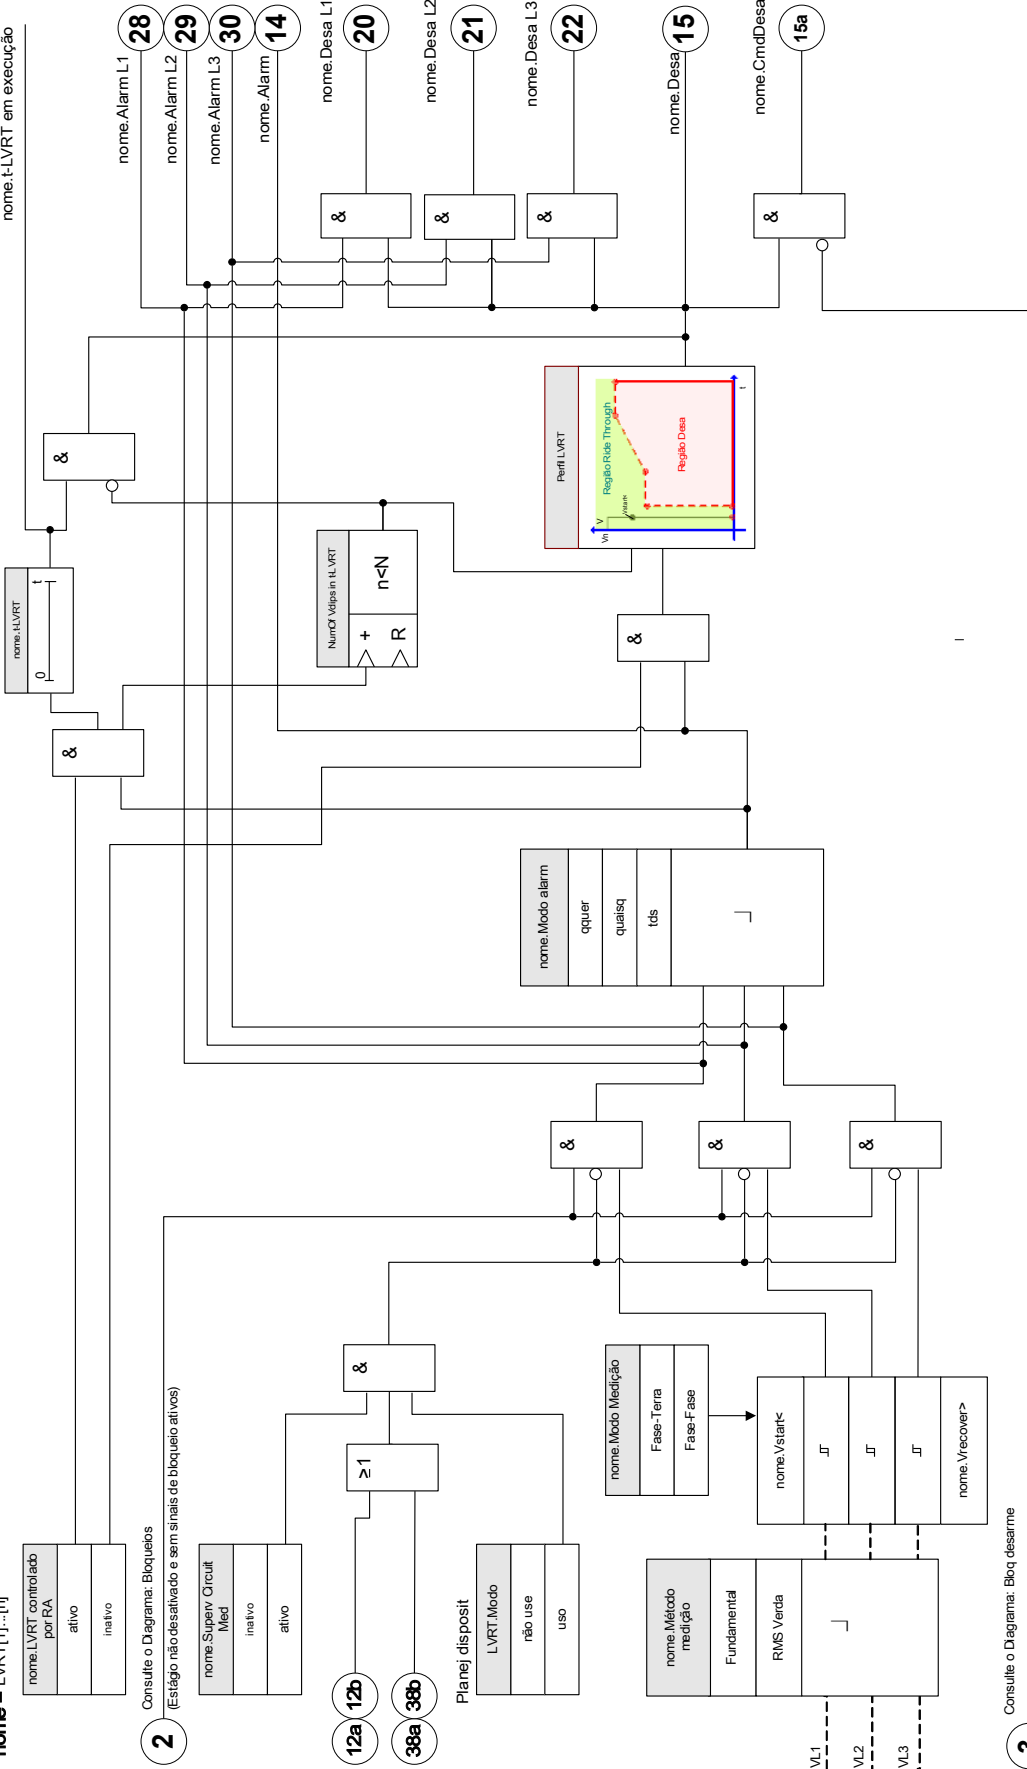 nome = LVRT[1]...[n]
nome.LVRT controlado
por RA
ativo
inativo
2
Consulte o Diagrama: Bloqueios
(Estágio não desativado e sem sinais de bloqueio ativos)
nome.Superv Circuit
Med
inativo
ativo
12a
12b
38a
38b
≥1
&
Planej disposit
LVRT.Modo
não use
uso
nome.Modo Medição
Fase-Terra
Fase-Fase
nome.Método
medição
Fundamental
RMS Verda
VL1
VL2
VL3
nome.Vstart<
nome.Vrecover>
Consulte o Diagrama: Bloq desarme
&
&
&
nome.Modo alarm
qquer
quaisq
tds
&
nome.t-LVRT
0
t
&
nome.t-LVRT em execução
NumOf Vdips in t-LVRT
+
R
n<N
&
Perfil LVRT
Vn
V
Vstart<
Região Ride Through
Região Desa
t
&
&
&
&
nome.Alarm L1
28
nome.Alarm L2
29
nome.Alarm L3
30
nome.Alarm
14
nome.Desa L1
20
nome.Desa L2
21
nome.Desa L3
22
nome.Desa
15
nome.CmdDesa
15a